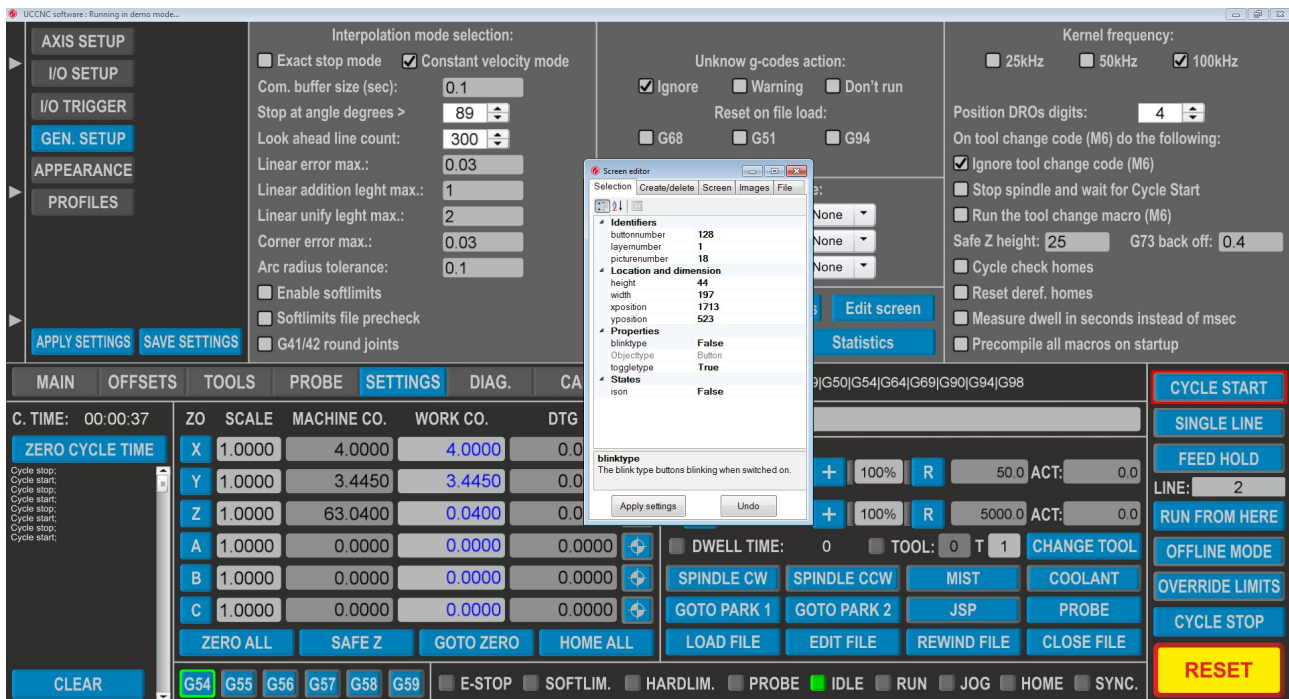 UCCNC software : Running in demo mode...
AXIS SETUP
I/O SETUP
I/O TRIGGER
GEN. SETUP
APPEARANCE
PROFILES
APPLY SETTINGS SAVE SETTINGS
Interpolation mode selection:
Exact stop mode Constant velocity mode
Com. buffer size (sec): 0.1
Stop at angle degrees > 89
Look ahead line count: 300
Linear error max.: 0.03
Linear addition leght max.: 1
Linear unify leght max.: 2
Corner error max.: 0.03
Arc radius tolerance: 0.1
Enable softlimits
Softlimits file precheck
G41/42 round joints
Unknow g-codes action:
Ignore Warning Don't run
Reset on file load:
G68 G51 G94
None
None
None
Edit screen
Statistics
Kernel frequency:
25kHz 50kHz 100kHz
Position DROs digits: 4
On tool change code (M6) do the following:
Ignore tool change code (M6)
Stop spindle and wait for Cycle Start
Run the tool change macro (M6)
Safe Z height: 25 G73 back off: 0.4
Cycle check homes
Reset deref. homes
Measure dwell in seconds instead of msec
Precompile all macros on startup
Screen editor
Selection Create/delete Screen Images File
Identifiers
buttonnumber 128
layernumber 1
picturenumber 18
Location and dimension
height 44
width 197
xposition 1713
yposition 523
Properties
blinktype False
Objecttype Button
toggletype True
States
ison False
blinktype
The blink type buttons blinking when switched on.
Apply settings Undo
MAIN OFFSETS TOOLS PROBE SETTINGS DIAG. CA
|G50|G54|G64|G69|G90|G94|G98
C. TIME: 00:00:37
ZERO CYCLE TIME
Cycle stop;
Cycle start;
Cycle stop;
Cycle start;
Cycle stop;
Cycle start;
Cycle stop;
Cycle start;
CLEAR
ZO SCALE MACHINE CO. WORK CO. DTG
X 1.0000 4.0000 4.0000 0.0
Y 1.0000 3.4450 3.4450 0.0
Z 1.0000 63.0400 0.0400 0.0
A 1.0000 0.0000 0.0000 0.0000
B 1.0000 0.0000 0.0000 0.0000
C 1.0000 0.0000 0.0000 0.0000
ZERO ALL SAFE Z GOTO ZERO HOME ALL
+ 100% R 50.0 ACT: 0.0
+ 100% R 5000.0 ACT: 0.0
DWELL TIME: 0 TOOL: 0 T 1 CHANGE TOOL
SPINDLE CW SPINDLE CCW MIST COOLANT
GOTO PARK 1 GOTO PARK 2 JSP PROBE
LOAD FILE EDIT FILE REWIND FILE CLOSE FILE
CYCLE START
SINGLE LINE
FEED HOLD
LINE: 2
RUN FROM HERE
OFFLINE MODE
OVERRIDE LIMITS
CYCLE STOP
RESET
G54 G55 G56 G57 G58 G59 E-STOP SOFTLIM. HARDLIM. PROBE IDLE RUN JOG HOME SYNC.